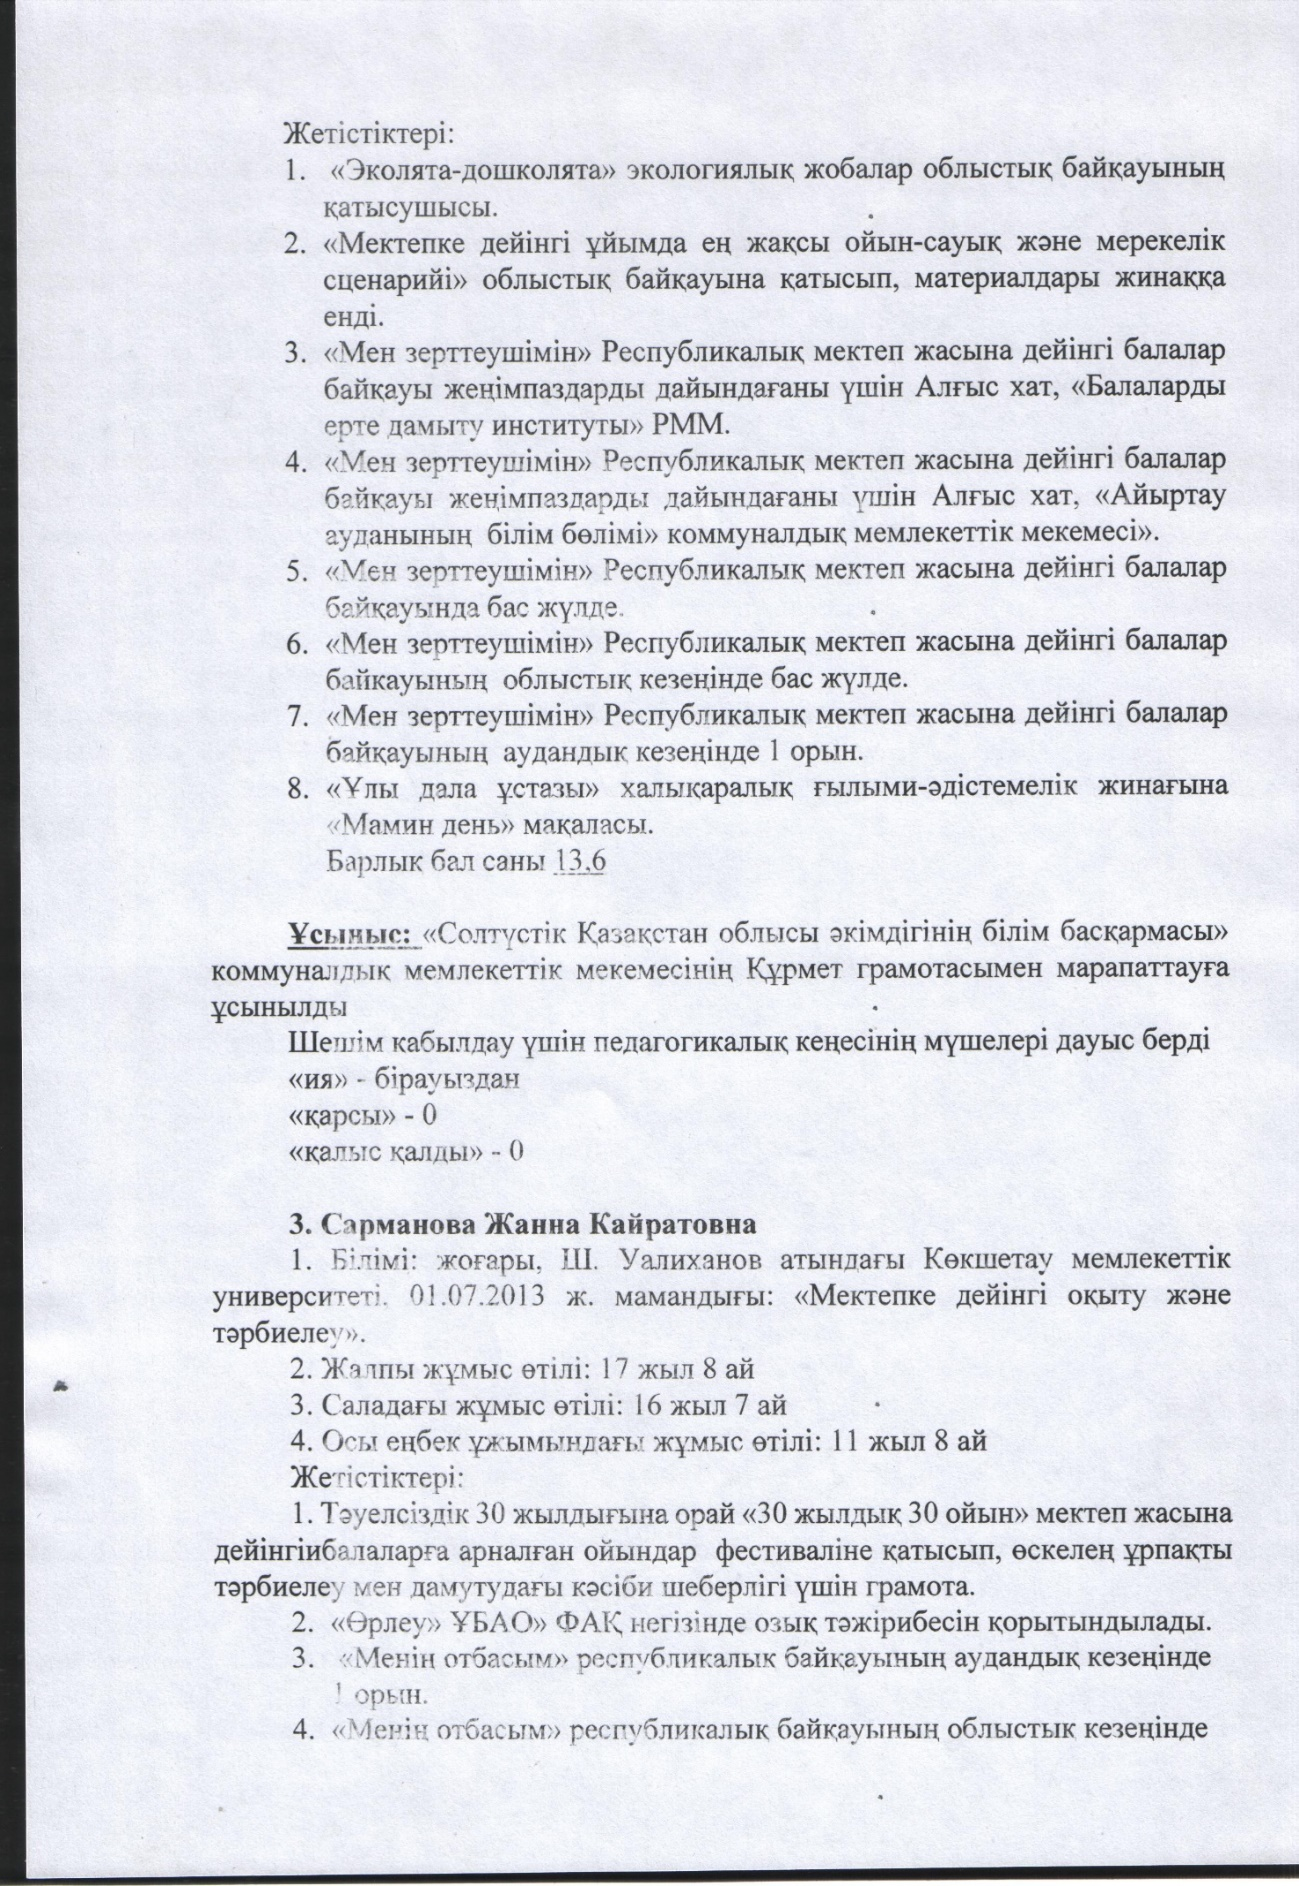 Жетістіктері:
1. «Эколята-дошколята» экологиялық жобалар облыстық байқауының
қатысушысы.
2. «Мектепке дейінгі ұйымда ең жақсы ойын-сауық және мерекелік
сценарийі» облыстық байқауына қатысып, материалдары жинаққа
енді.
3. «Мен зерттеушімін» Республикалық мектеп жасына дейінгі балалар
байқауы жеңімпаздарды дайындағаны үшін Алғыс хат, «Балаларды
ерте дамыту институты» РММ.
4. «Мен зерттеушімін» Республикалық мектеп жасына дейінгі балалар
байқауы жеңімпаздарды дайындағаны үшін Алғыс хат, «Айыртау
ауданының білім бөлімі» коммуналдық мемлекеттік мекемесі».
5. «Мен зерттеушімін» Республикалық мектеп жасына дейінгі балалар
байқауында бас жүлде.
6. «Мен зерттеушімін» Республикалық мектеп жасына дейінгі балалар
байкауының облыстық кезеңінде бас жүлде.
7. «Мен зерттеушімін» Республикалық мектеп жасына дейінгі балалар
байқауының аудандық кезеңінде 1 орын.
8. «Ұлы дала ұстазы» халықаралық ғылыми-әдістемелік жинағына
«Мамин день» мақаласы.
Барлық бал саны 13,6
Ұсыныс: «Солтүстік Қазақстан облысы әкімдігінің білім басқармасы»
коммуналдық мемлекеттік мекемесінің Құрмет грамотасымен марапаттауға
ұсынылды
Шешім кабылдау үшін педагогикалық кеңесінің мүшелері дауыс берді
«ия» - бірауыздан
«қарсы» - 0
«қалыс қалды» - 0
3. Сарманова Жанна Кайратовна
1. Білімі: жоғары, Ш. Уалиханов атындағы Көкшетау мемлекеттік
университеті. 01.07.2013 ж. мамандығы: «Мектепке дейінгі оқыту және
тәрбиелеу».
2. Жалпы жұмыс өтілі: 17 жыл 8 ай
3. Саладағы жұмыс өтілі: 16 жыл 7 ай
4. Осы еңбек ұжымындағы жұмыс өтілі: 11 жыл 8 ай
Жетістіктері:
1. Тәуелсіздік 30 жылдығына орай «30 жылдық 30 ойын» мектеп жасына
дейінгіибалаларға арналған ойындар фестиваліне қатысып, өскелең ұрпақты
тәрбиелеу мен дамутудағы кәсіби шеберлігі үшін грамота.
2. «Өрлеу» ҰБАО» ФАҚ негізінде озық тәжірибесін қорытындылады.
3. «Менің отбасым» республикалық байқауының аудандық кезеңінде
1 орын.
4. «Менің отбасым» республикалық байқауының облыстық кезеңінде